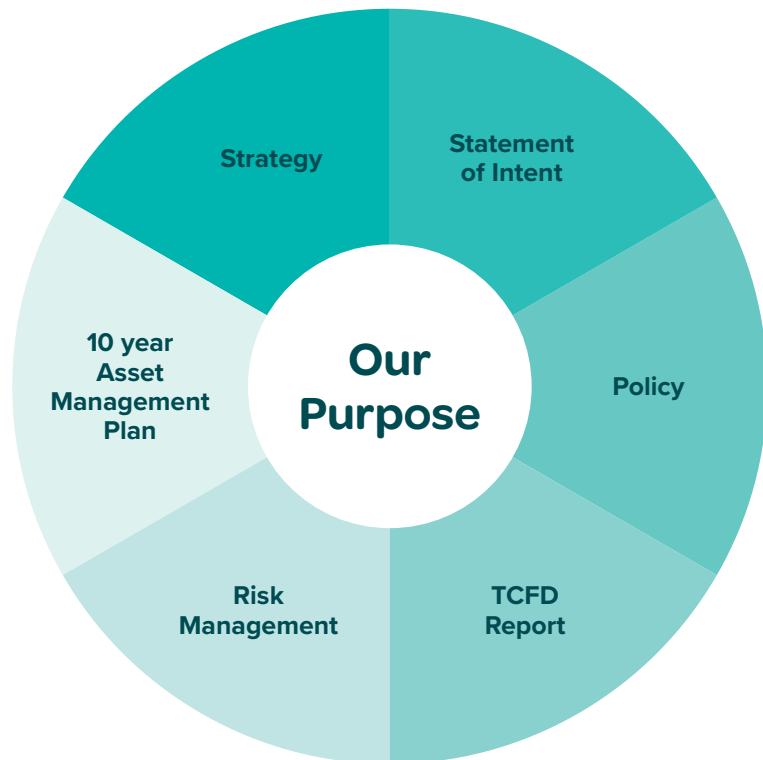 Strategy
Statement
of Intent
Policy
TCFD
Report
Risk
Management
10 year
Asset
Management
Plan
Our
Purpose